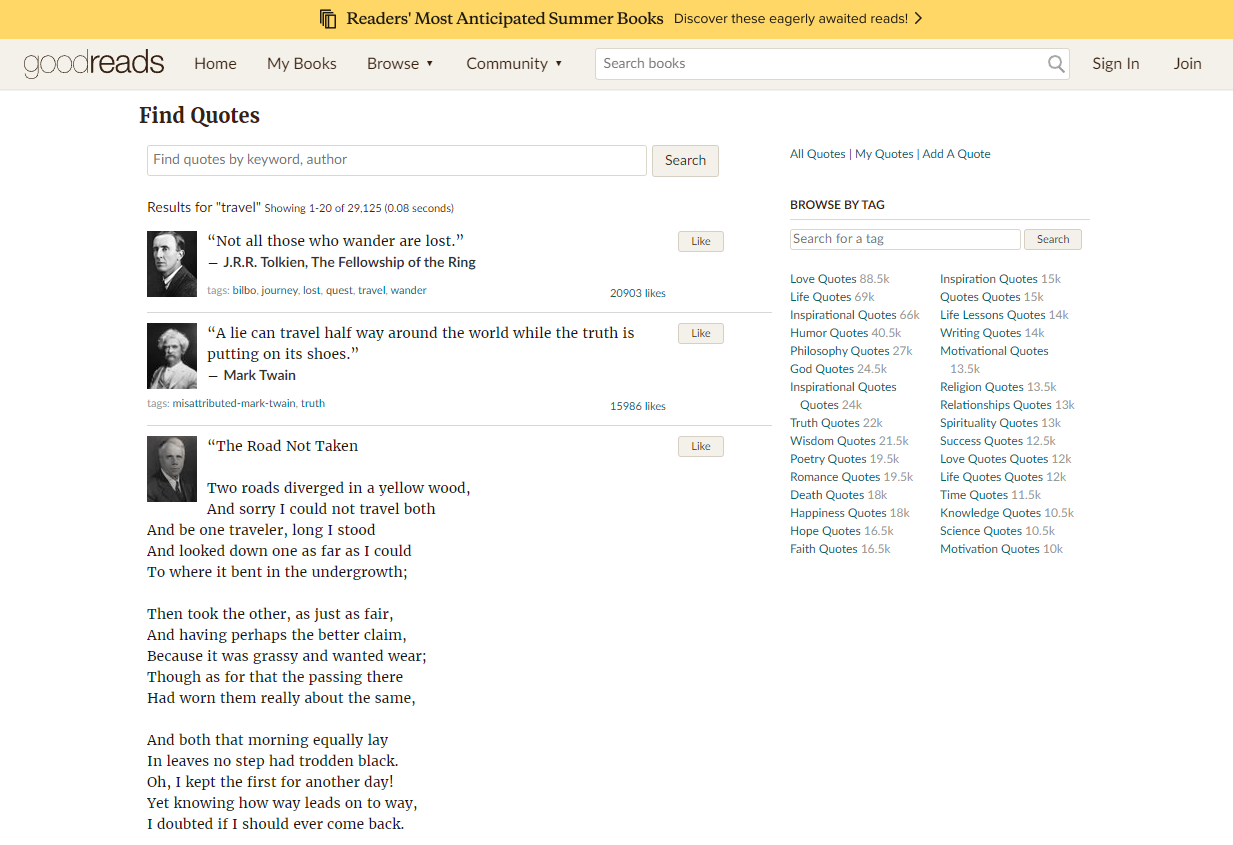 Readers' Most Anticipated Summer Books Discover these eagerly awaited reads!
goodreads Home My Books Browse ▼ Community ▼ Search books Sign In Join
Find Quotes
Find quotes by keyword, author Search
Results for "travel" Showing 1-20 of 29,125 (0.08 seconds)
“Not all those who wander are lost.” Like
― J.R.R. Tolkien, The Fellowship of the Ring
tags: bilbo, journey, lost, quest, travel, wander 20903 likes
“A lie can travel half way around the world while the truth is Like
putting on its shoes.”
― Mark Twain
tags: misattributed-mark-twain, truth 15986 likes
“The Road Not Taken Like
Two roads diverged in a yellow wood,
And sorry I could not travel both
And be one traveler, long I stood
And looked down one as far as I could
To where it bent in the undergrowth;
Then took the other, as just as fair,
And having perhaps the better claim,
Because it was grassy and wanted wear;
Though as for that the passing there
Had worn them really about the same,
And both that morning equally lay
In leaves no step had trodden black.
Oh, I kept the first for another day!
Yet knowing how way leads on to way,
I doubted if I should ever come back.
All Quotes | My Quotes | Add A Quote
BROWSE BY TAG
Search for a tag Search
Love Quotes 88.5k
Life Quotes 69k
Inspirational Quotes 66k
Humor Quotes 40.5k
Philosophy Quotes 27k
God Quotes 24.5k
Inspirational Quotes
Quotes 24k
Truth Quotes 22k
Wisdom Quotes 21.5k
Poetry Quotes 19.5k
Romance Quotes 19.5k
Death Quotes 18k
Happiness Quotes 18k
Hope Quotes 16.5k
Faith Quotes 16.5k
Inspiration Quotes 15k
Quotes Quotes 15k
Life Lessons Quotes 14k
Writing Quotes 14k
Motivational Quotes
13.5k
Religion Quotes 13.5k
Relationships Quotes 13k
Spirituality Quotes 13k
Success Quotes 12.5k
Love Quotes Quotes 12k
Life Quotes Quotes 12k
Time Quotes 11.5k
Knowledge Quotes 10.5k
Science Quotes 10.5k
Motivation Quotes 10k